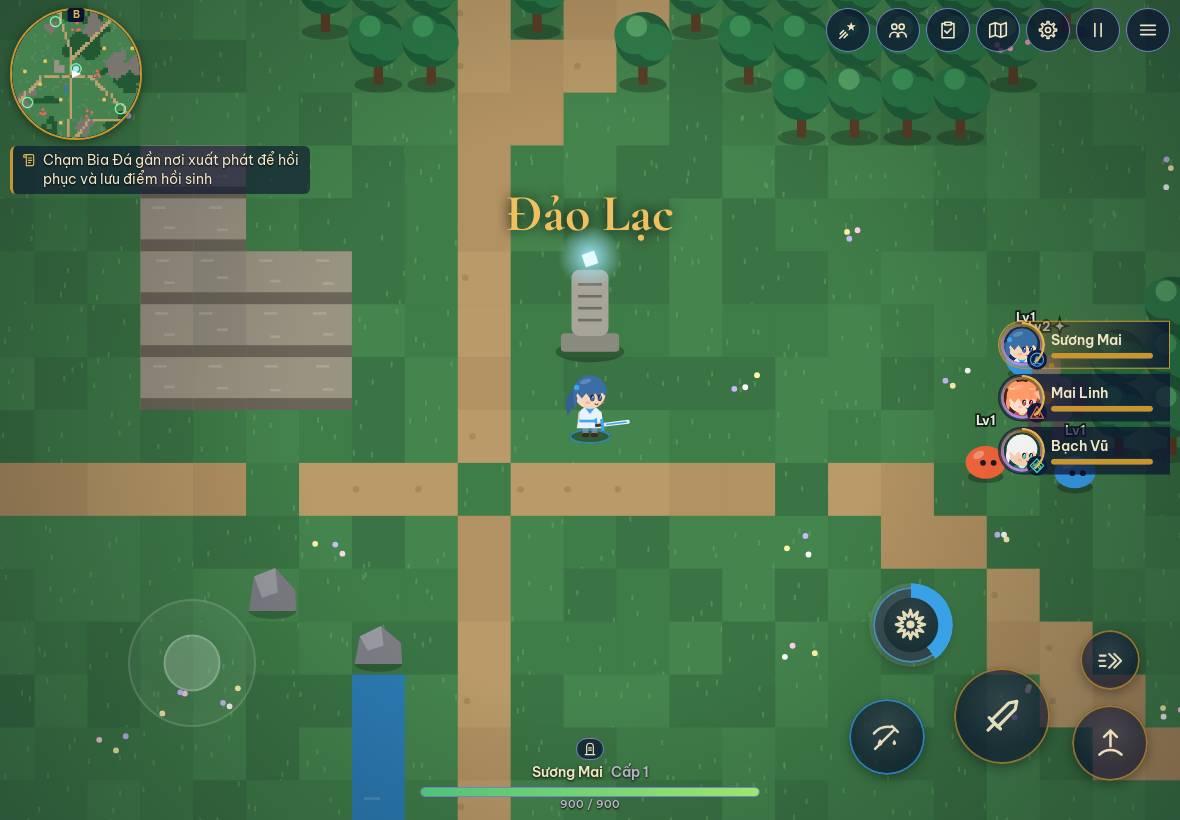 B
Chạm Bia Đá gần nơi xuất phát để hồi
phục và lưu điểm hồi sinh
Đảo Lạc
Lv1
Sương Mai
Mai Linh
Lv1
Lv1
Bạch Vũ
Sương Mai Cấp 1
900 / 900